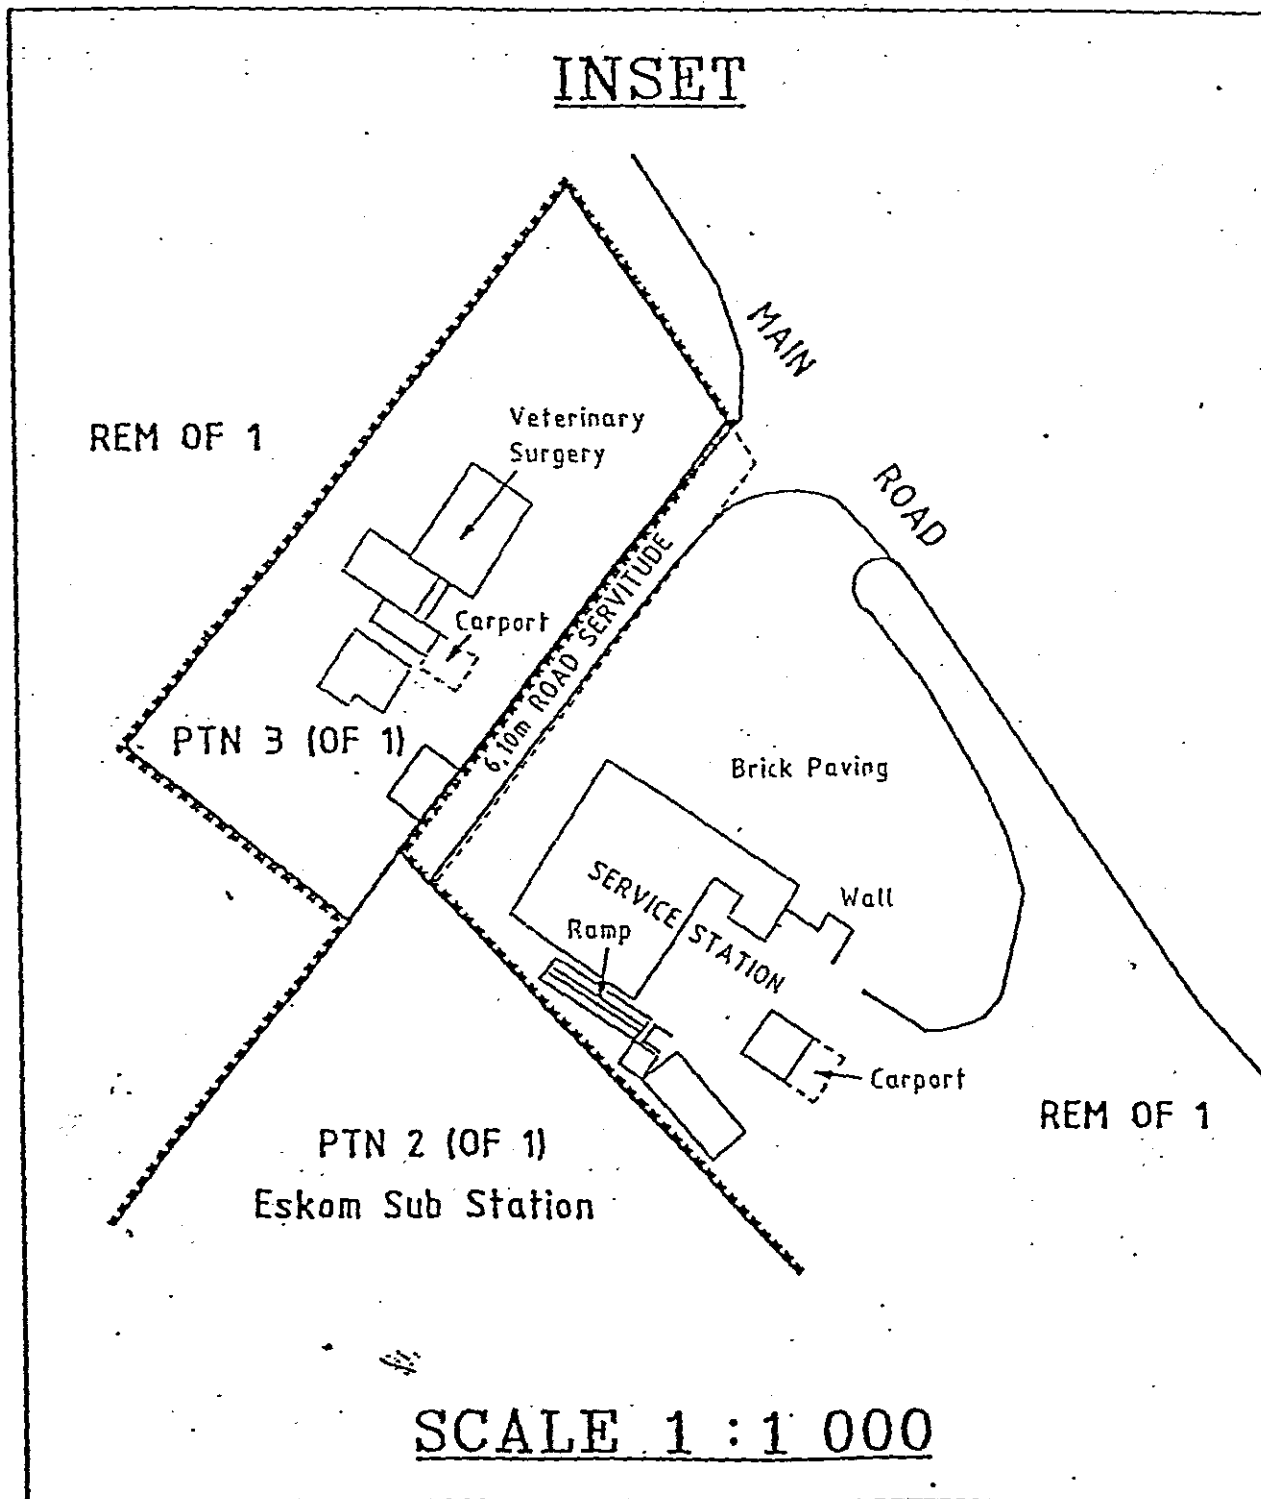 INSET
MAIN
ROAD
REM OF 1
Veterinary
Surgery
Carport
6,10m ROAD SERVITUDE
PTN 3 (OF 1)
Brick Paving
SERVICE STATION
Wall
Ramp
Carport
REM OF 1
PTN 2 (OF 1)
Eskom Sub Station
SCALE 1 : 1 000